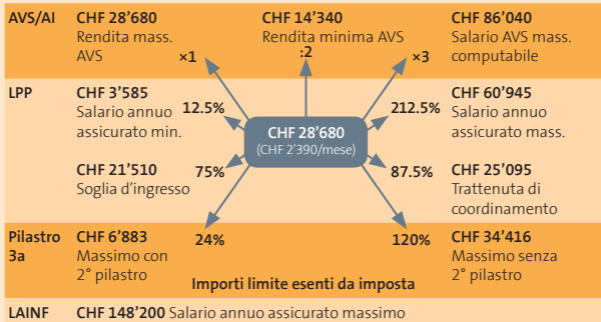 AVS/AI
CHF 28’680
Rendita mass.
AVS
×1
CHF 14’340
Rendita minima AVS
:2
CHF 86’040
Salario AVS mass.
computabile
×3
LPP
CHF 3’585
Salario annuo
assicurato min.
12.5%
212.5%
CHF 60’945
Salario annuo
assicurato mass.
CHF 28’680
(CHF 2’390/mese)
CHF 21’510
Soglia d’ingresso
75%
87.5%
CHF 25’095
Trattenuta di
coordinamento
Pilastro
3a
CHF 6’883
Massimo con
2° pilastro
24%
120%
CHF 34’416
Massimo senza
2° pilastro
Importi limite esenti da imposta
LAINF
CHF 148’200 Salario annuo assicurato massimo